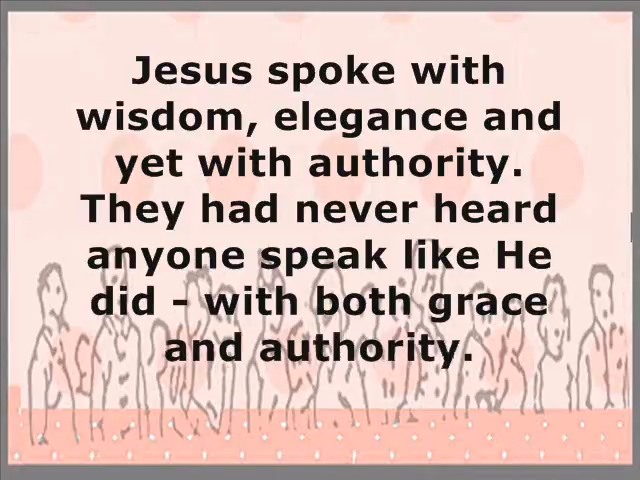 Jesus spoke with
wisdom, elegance and
yet with authority.
They had never heard
anyone speak like He
did - with both grace
and authority.